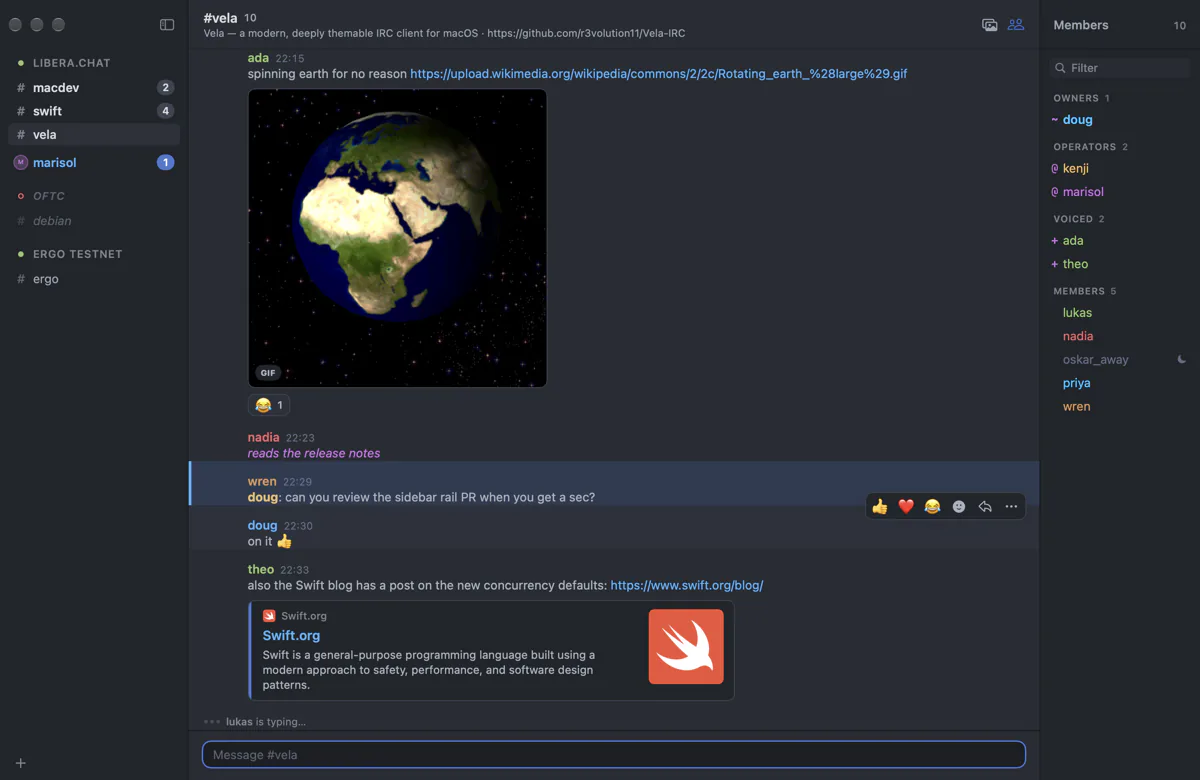 #vela 10
Vela — a modern, deeply themable IRC client for macOS · https://github.com/r3volution11/Vela-IRC
LIBERA.CHAT
# macdev 2
# swift 4
# vela
M marisol 1
OFTC
# debian
ERGO TESTNET
# ergo
+
ada 22:15
spinning earth for no reason https://upload.wikimedia.org/wikipedia/commons/2/2c/Rotating_earth_%28large%29.gif
GIF
😂 1
nadia 22:23
reads the release notes
wren 22:29
doug: can you review the sidebar rail PR when you get a sec?
doug 22:30
on it 👍
theo 22:33
also the Swift blog has a post on the new concurrency defaults: https://www.swift.org/blog/
Swift.org
Swift.org
Swift is a general-purpose programming language built using a
modern approach to safety, performance, and software design
patterns.
lukas is typing…
Message #vela
Members 10
Filter
OWNERS 1
~ doug
OPERATORS 2
@ kenji
@ marisol
VOICED 2
+ ada
+ theo
MEMBERS 5
lukas
nadia
oskar_away
priya
wren